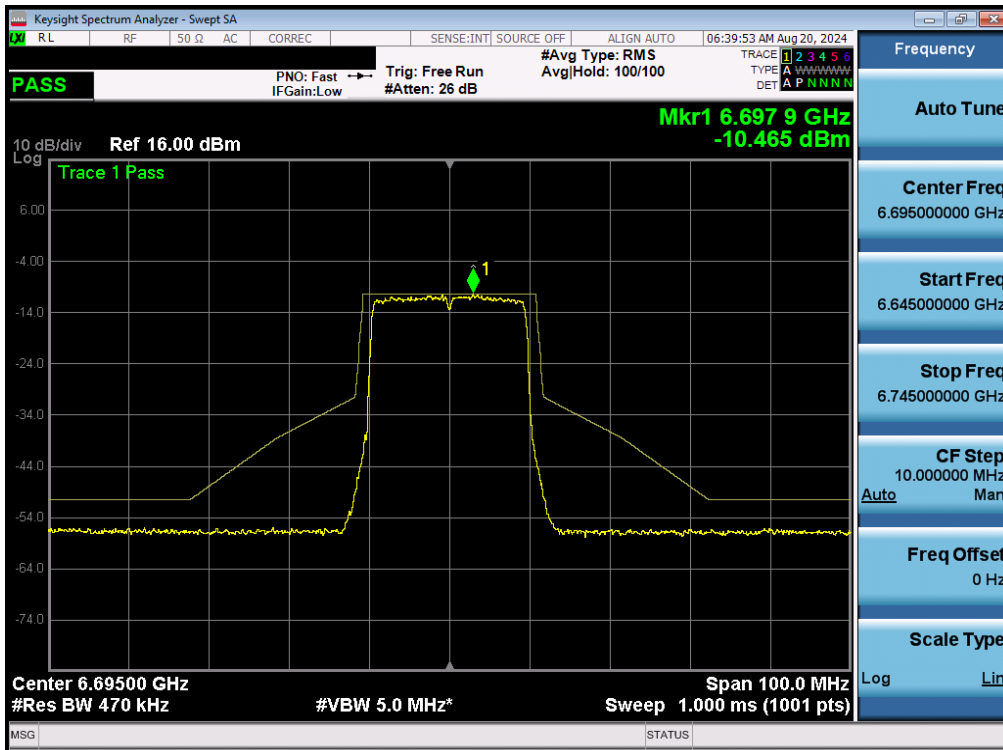 Keysight Spectrum Analyzer - Swept SA
LXI RL RF 50 Ω AC CORREC SENSE:INT SOURCE OFF ALIGN AUTO 06:39:53 AM Aug 20, 2024
PASS
PNO: Fast
IFGain:Low
Trig: Free Run
#Atten: 26 dB
#Avg Type: RMS
Avg|Hold: 100/100
TRACE 1 2 3 4 5 6
TYPE A WWWWW
DET A P N N N N
Mkr1 6.697 9 GHz
-10.465 dBm
10 dB/div Ref 16.00 dBm
Log
Trace 1 Pass
6.00
-4.00
1
-14.0
-24.0
-34.0
-44.0
-54.0
-64.0
-74.0
Center 6.69500 GHz Span 100.0 MHz
#Res BW 470 kHz #VBW 5.0 MHz* Sweep 1.000 ms (1001 pts)
MSG STATUS
Frequency
Auto Tune
Center Freq
6.695000000 GHz
Start Freq
6.645000000 GHz
Stop Freq
6.745000000 GHz
CF Step
10.000000 MHz
Auto Man
Freq Offset
0 Hz
Scale Type
Log Lin